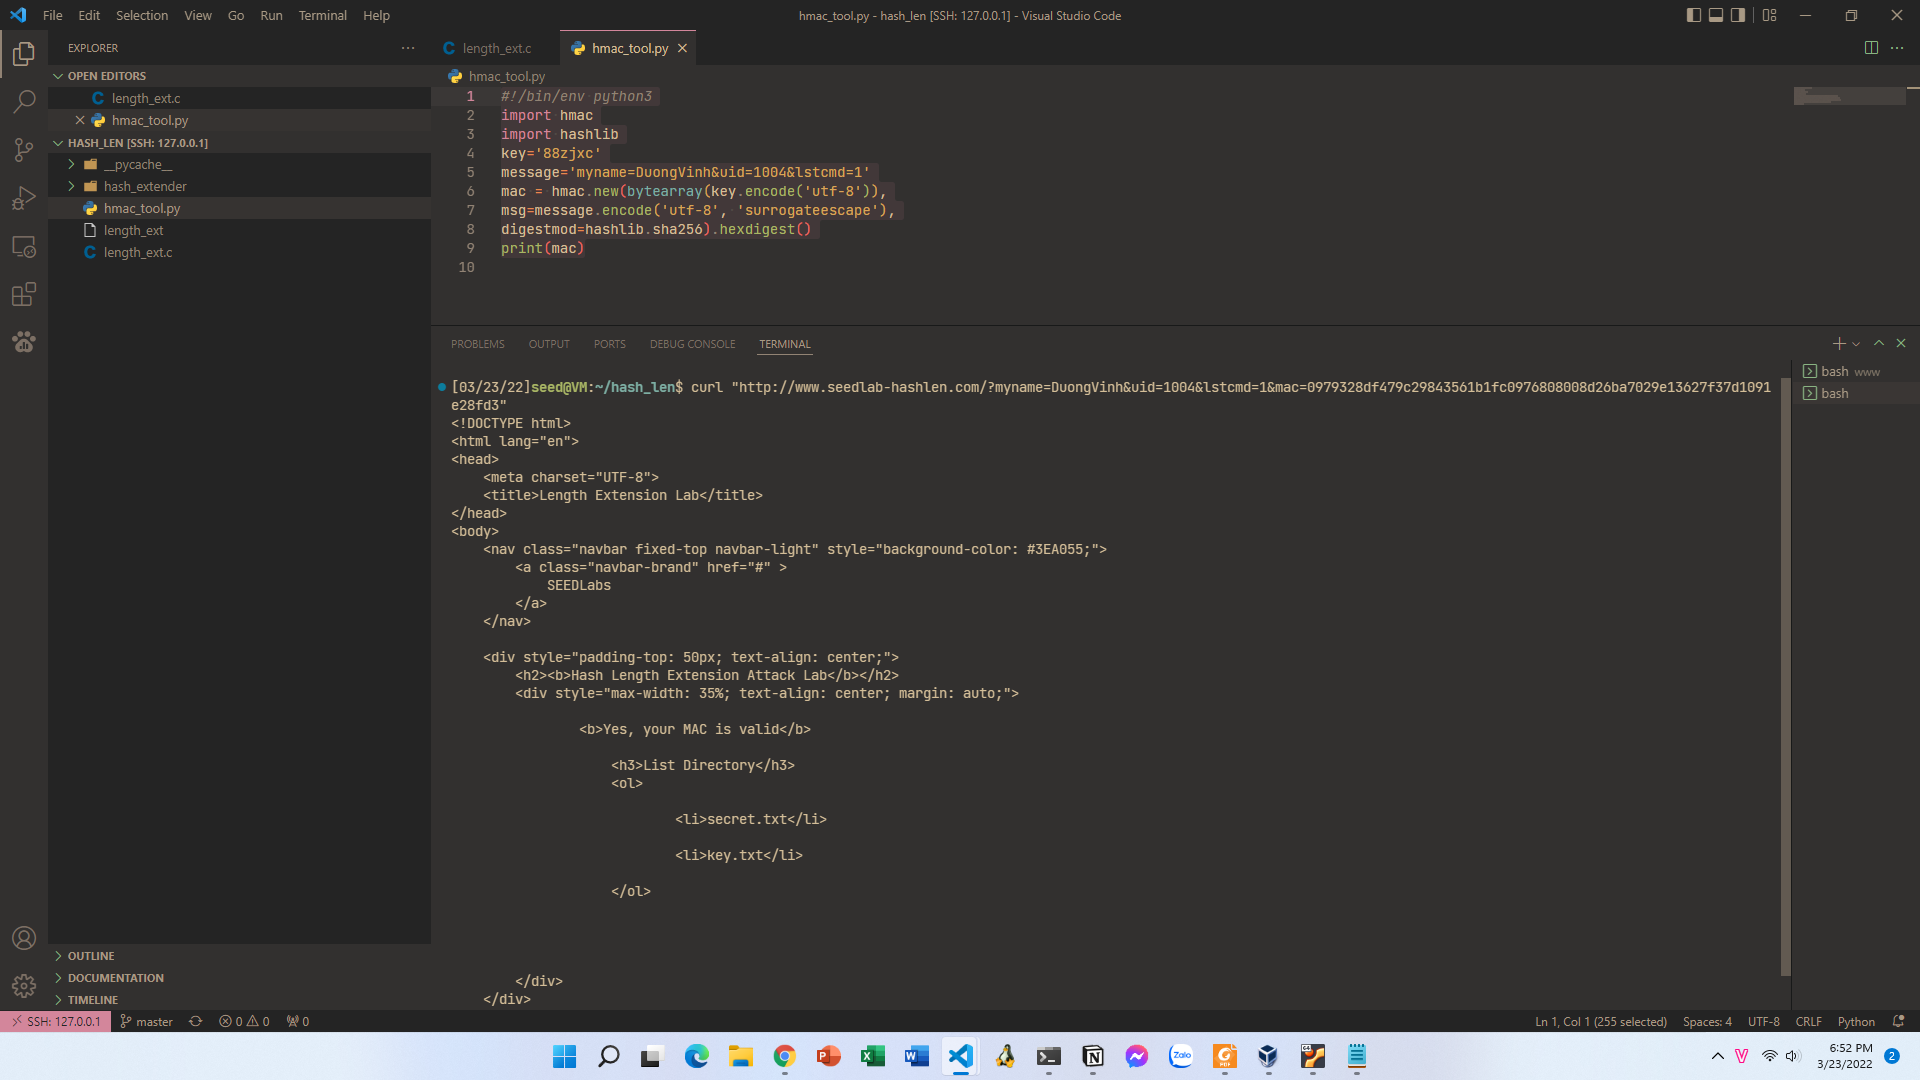 File Edit Selection View Go Run Terminal Help
hmac_tool.py - hash_len [SSH: 127.0.0.1] - Visual Studio Code
EXPLORER
OPEN EDITORS
length_ext.c
hmac_tool.py
HASH_LEN [SSH: 127.0.0.1]
__pycache__
hash_extender
hmac_tool.py
length_ext
length_ext.c
OUTLINE
DOCUMENTATION
TIMELINE
length_ext.c hmac_tool.py
hmac_tool.py
1 #!/bin/env python3
2 import hmac
3 import hashlib
4 key='88zjxc'
5 message='myname=DuongVinh&uid=1004&lstcmd=1'
6 mac = hmac.new(bytearray(key.encode('utf-8')),
7 msg=message.encode('utf-8', 'surrogateescape'),
8 digestmod=hashlib.sha256).hexdigest()
9 print(mac)
10
PROBLEMS OUTPUT PORTS DEBUG CONSOLE TERMINAL
bash www
bash
[03/23/22]seed@VM:~/hash_len$ curl "http://www.seedlab-hashlen.com/?myname=DuongVinh&uid=1004&lstcmd=1&mac=0979328df479c29843561b1fc0976808008d26ba7029e13627f37d1091
e28fd3"
<!DOCTYPE html>
<html lang="en">
<head>
    <meta charset="UTF-8">
    <title>Length Extension Lab</title>
</head>
<body>
    <nav class="navbar fixed-top navbar-light" style="background-color: #3EA055;">
        <a class="navbar-brand" href="#" >
            SEEDLabs
        </a>
    </nav>
    <div style="padding-top: 50px; text-align: center;">
        <h2><b>Hash Length Extension Attack Lab</b></h2>
        <div style="max-width: 35%; text-align: center; margin: auto;">
                <b>Yes, your MAC is valid</b>
                    <h3>List Directory</h3>
                    <ol>
                            <li>secret.txt</li>
                            <li>key.txt</li>
                    </ol>
        </div>
    </div>
SSH: 127.0.0.1 master 0 0 0 Ln 1, Col 1 (255 selected) Spaces: 4 UTF-8 CRLF Python
Zalo
6:52 PM
3/23/2022
2